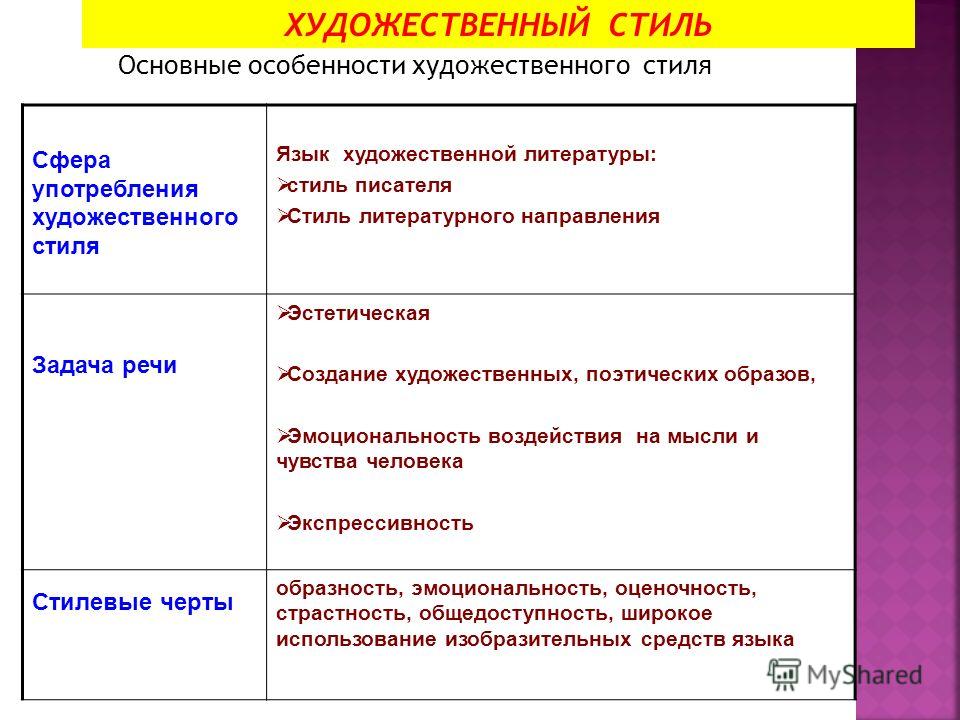 ХУДОЖЕСТВЕННЫЙ СТИЛЬ
Основные особенности художественного стиля
Сфера
употребления
художественного
стиля
Язык художественной литературы:
стиль писателя
Стиль литературного направления
Задача речи
Эстетическая
Создание художественных, поэтических образов,
Эмоциональность воздействия на мысли и
чувства человека
Экспрессивность
Стилевые черты
образность, эмоциональность, оценочность,
страстность, общедоступность, широкое
использование изобразительных средств языка
MyShared